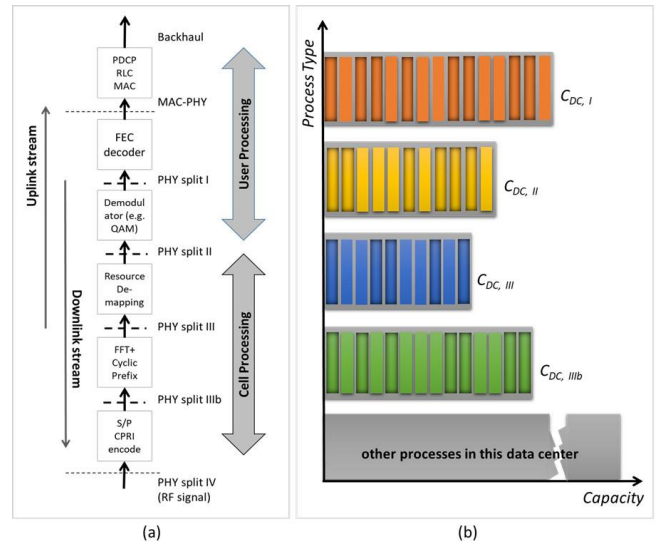 Backhaul
PDCP
RLC
MAC
MAC-PHY
FEC
decoder
PHY split I
Demodul
ator (e.g.
QAM)
PHY split II
Resource
De-
mapping
PHY split III
FFT+
Cyclic
Prefix
PHY split IIIb
S/P
CPRI
encode
PHY split IV
(RF signal)
Uplink stream
Downlink stream
User Processing
Cell Processing
(a)
Process Type
C_DC, I
C_DC, II
C_DC, III
C_DC, IIIb
other processes in this data center
Capacity
(b)